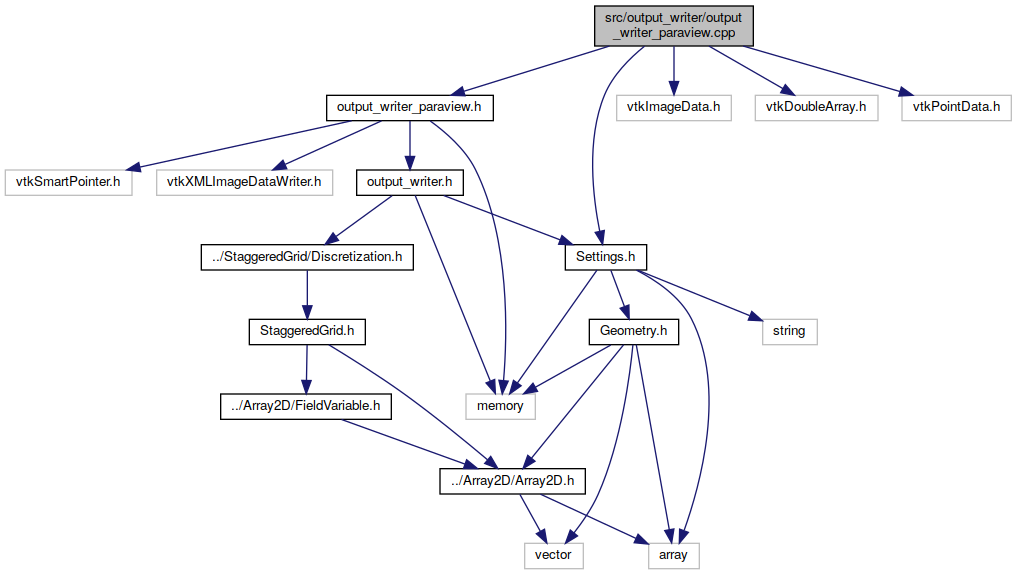 src/output_writer/output
_writer_paraview.cpp
output_writer_paraview.h
vtkImageData.h
vtkDoubleArray.h
vtkPointData.h
vtkSmartPointer.h
vtkXMLImageDataWriter.h
output_writer.h
../StaggeredGrid/Discretization.h
Settings.h
StaggeredGrid.h
Geometry.h
string
../Array2D/FieldVariable.h
memory
../Array2D/Array2D.h
vector
array